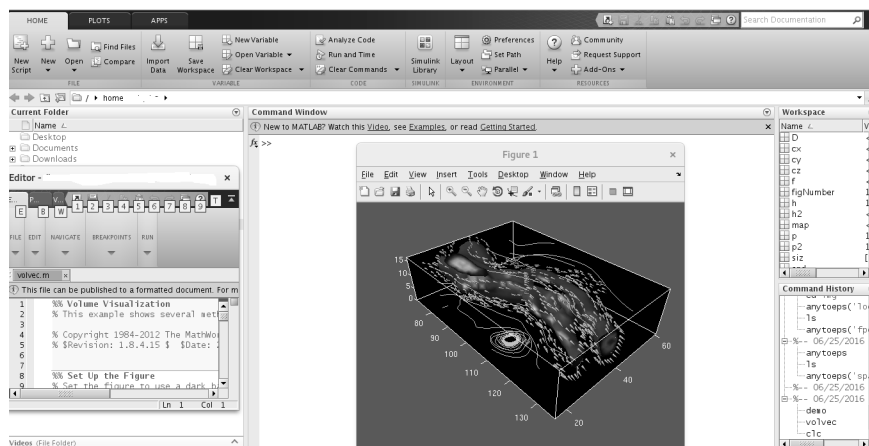 HOME PLOTS APPS
Search Documentation
New Script
New
Open
Find Files
Compare
Import Data
Save Workspace
New Variable
Open Variable
Clear Workspace
Analyze Code
Run and Time
Clear Commands
Simulink Library
Layout
Preferences
Set Path
Parallel
Help
Community
Request Support
Add-Ons
FILE VARIABLE CODE SIMULINK ENVIRONMENT RESOURCES
/ home
Current Folder
Name
Desktop
Documents
Downloads
Editor -
E... P... V...
E B W 1 2 3 4 5 6 7 8 9 T
FILE EDIT NAVIGATE BREAKPOINTS RUN
volvec.m
This file can be published to a formatted document. For m
1 %% Volume Visualization
2 % This example shows several met
3
4 % Copyright 1984-2012 The MathWo
5 % $Revision: 1.8.4.15 $ $Date:
6
7
8 %% Set Up the Figure
9 % Set the figure to use a dark b
Ln 1 Col 1
Videos (File Folder)
Command Window
New to MATLAB? Watch this Video, see Examples, or read Getting Started.
fx >>
Figure 1
File Edit View Insert Tools Desktop Window Help
15
10
5
0
80
90
100
110
120
130
20
40
60
Workspace
Name
D
cx
cy
cz
f
figNumber
h
h2
map
p
p2
siz
Command History
anytoeps('lo
ls
anytoeps('fp
%-- 06/25/2016
anytoeps
ls
anytoeps('sp
%-- 06/25/2016
%-- 06/25/2016
demo
volvec
clc